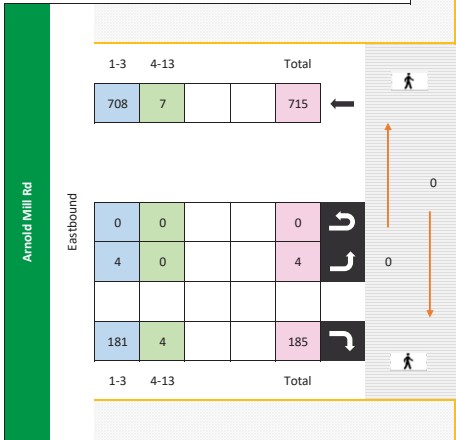 Arnold Mill Rd
Eastbound
1-3 4-13 Total
708 7 715
0
0 0 0
4 0 4 0
181 4 185
1-3 4-13 Total